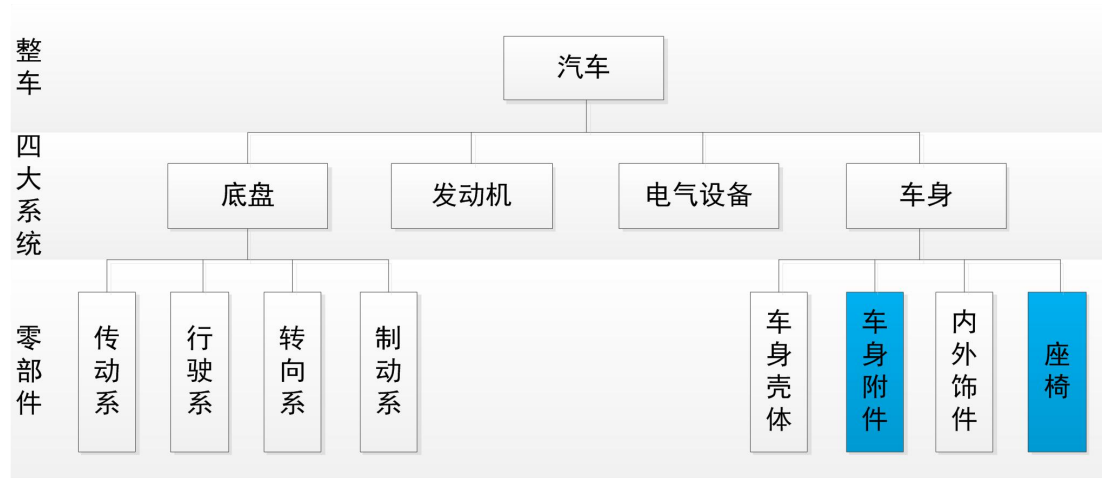 整车
汽车
四大系统
底盘
发动机
电气设备
车身
零部件
传动系
行驶系
转向系
制动系
车身壳体
车身附件
内外饰件
座椅